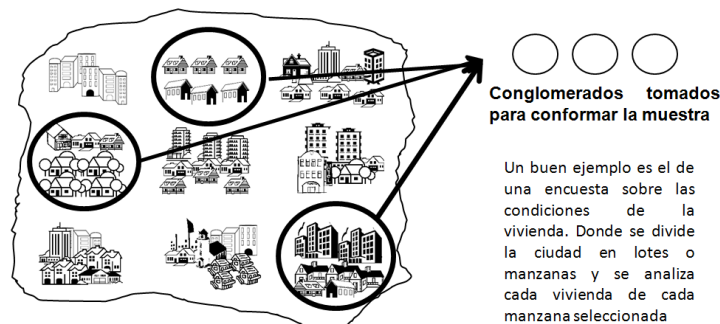 Conglomerados tomados
para conformar la muestra
Un buen ejemplo es el de
una encuesta sobre las
condiciones de la
vivienda. Donde se divide
la ciudad en lotes o
manzanas y se analiza
cada vivienda de cada
manzana seleccionada